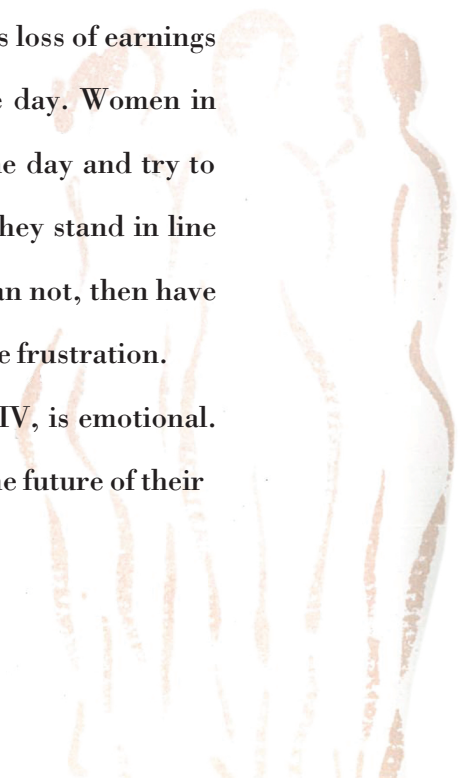 s loss of earnings
day. Women in
e day and try to
hey stand in line
n not, then have
e frustration.
IV, is emotional.
e future of their